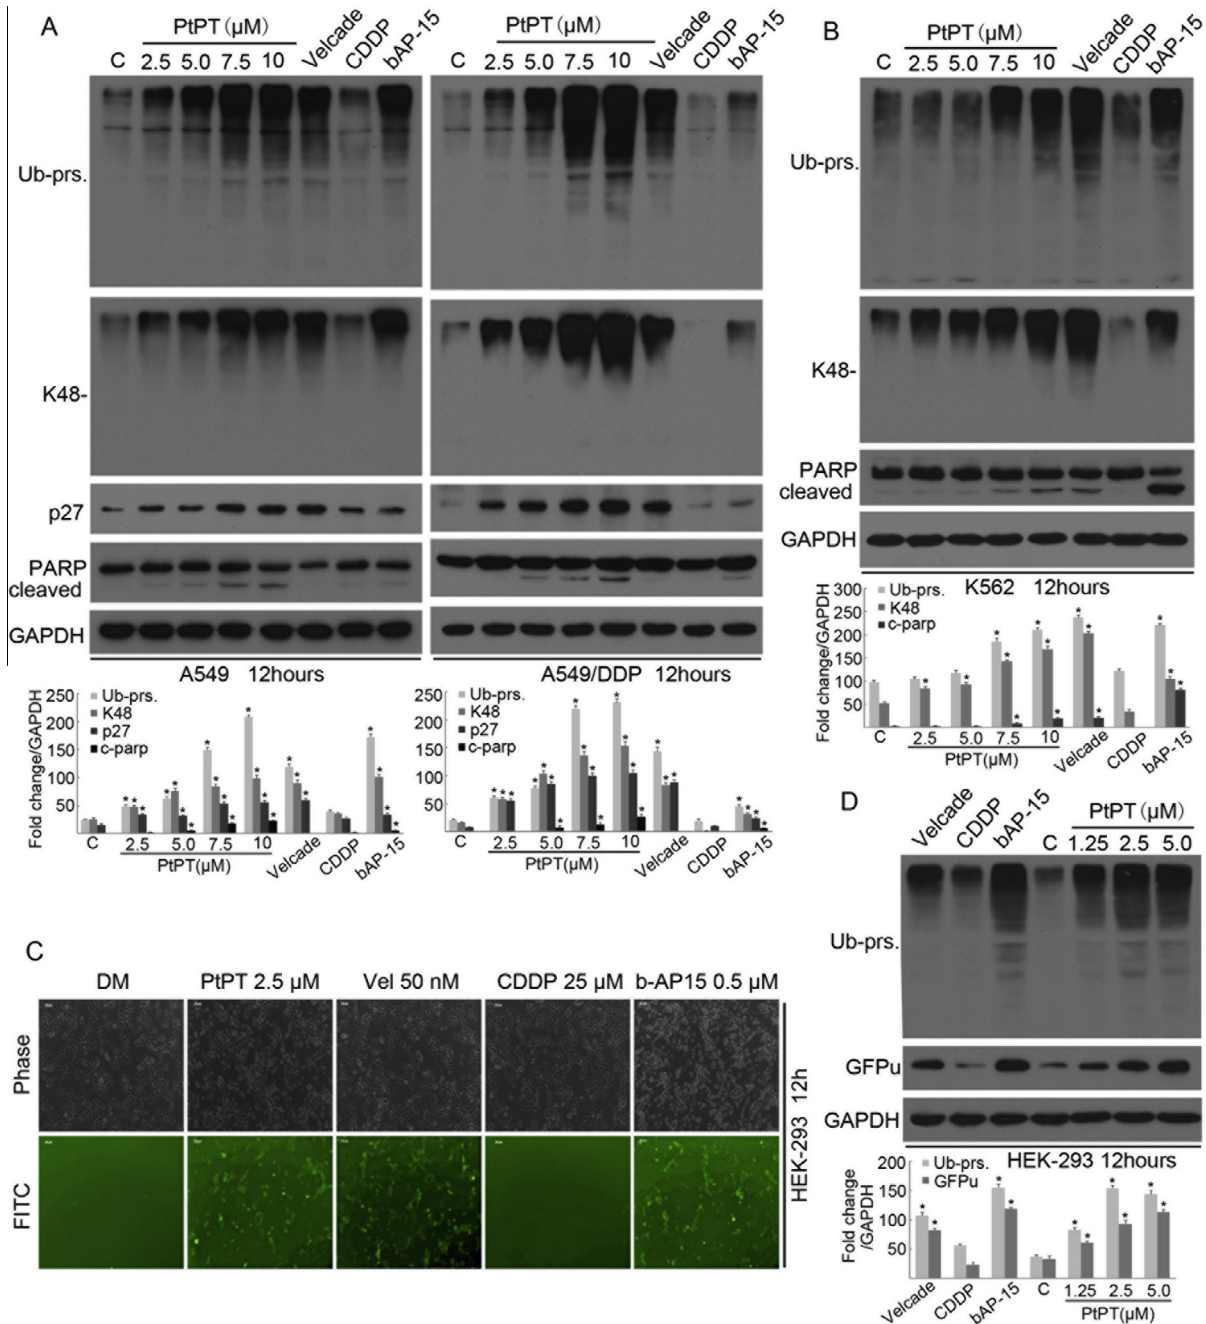 A
PtPT (µM)
C 2.5 5.0 7.5 10 Velcade CDDP bAP-15
PtPT (µM)
C 2.5 5.0 7.5 10 Velcade CDDP bAP-15
Ub-prs.
K48-
p27
PARP
cleaved
GAPDH
A549 12hours
A549/DDP 12hours
Fold change/GAPDH
250
200
150
100
50
Ub-prs.
K48
p27
c-parp
C 2.5 5.0 7.5 10 Velcade CDDP bAP-15
PtPT(µM)
250
200
150
100
50
Ub-prs.
K48
p27
c-parp
C 2.5 5.0 7.5 10 Velcade CDDP bAP-15
PtPT(µM)
B
PtPT (µM)
C 2.5 5.0 7.5 10 Velcade CDDP bAP-15
Ub-prs.
K48-
PARP
cleaved
GAPDH
K562 12hours
Fold change/GAPDH
300
250
200
150
100
50
Ub-prs.
K48
c-parp
C 2.5 5.0 7.5 10 Velcade CDDP bAP-15
PtPT(µM)
C
DM PtPT 2.5 µM Vel 50 nM CDDP 25 µM b-AP15 0.5 µM
Phase
FITC
HEK-293 12h
D
Velcade CDDP bAP-15 C PtPT (µM)
1.25 2.5 5.0
Ub-prs.
GFPu
GAPDH
HEK-293 12hours
Fold change
/GAPDH
200
150
100
50
Ub-prs.
GFPu
Velcade CDDP bAP-15 C 1.25 2.5 5.0
PtPT(µM)